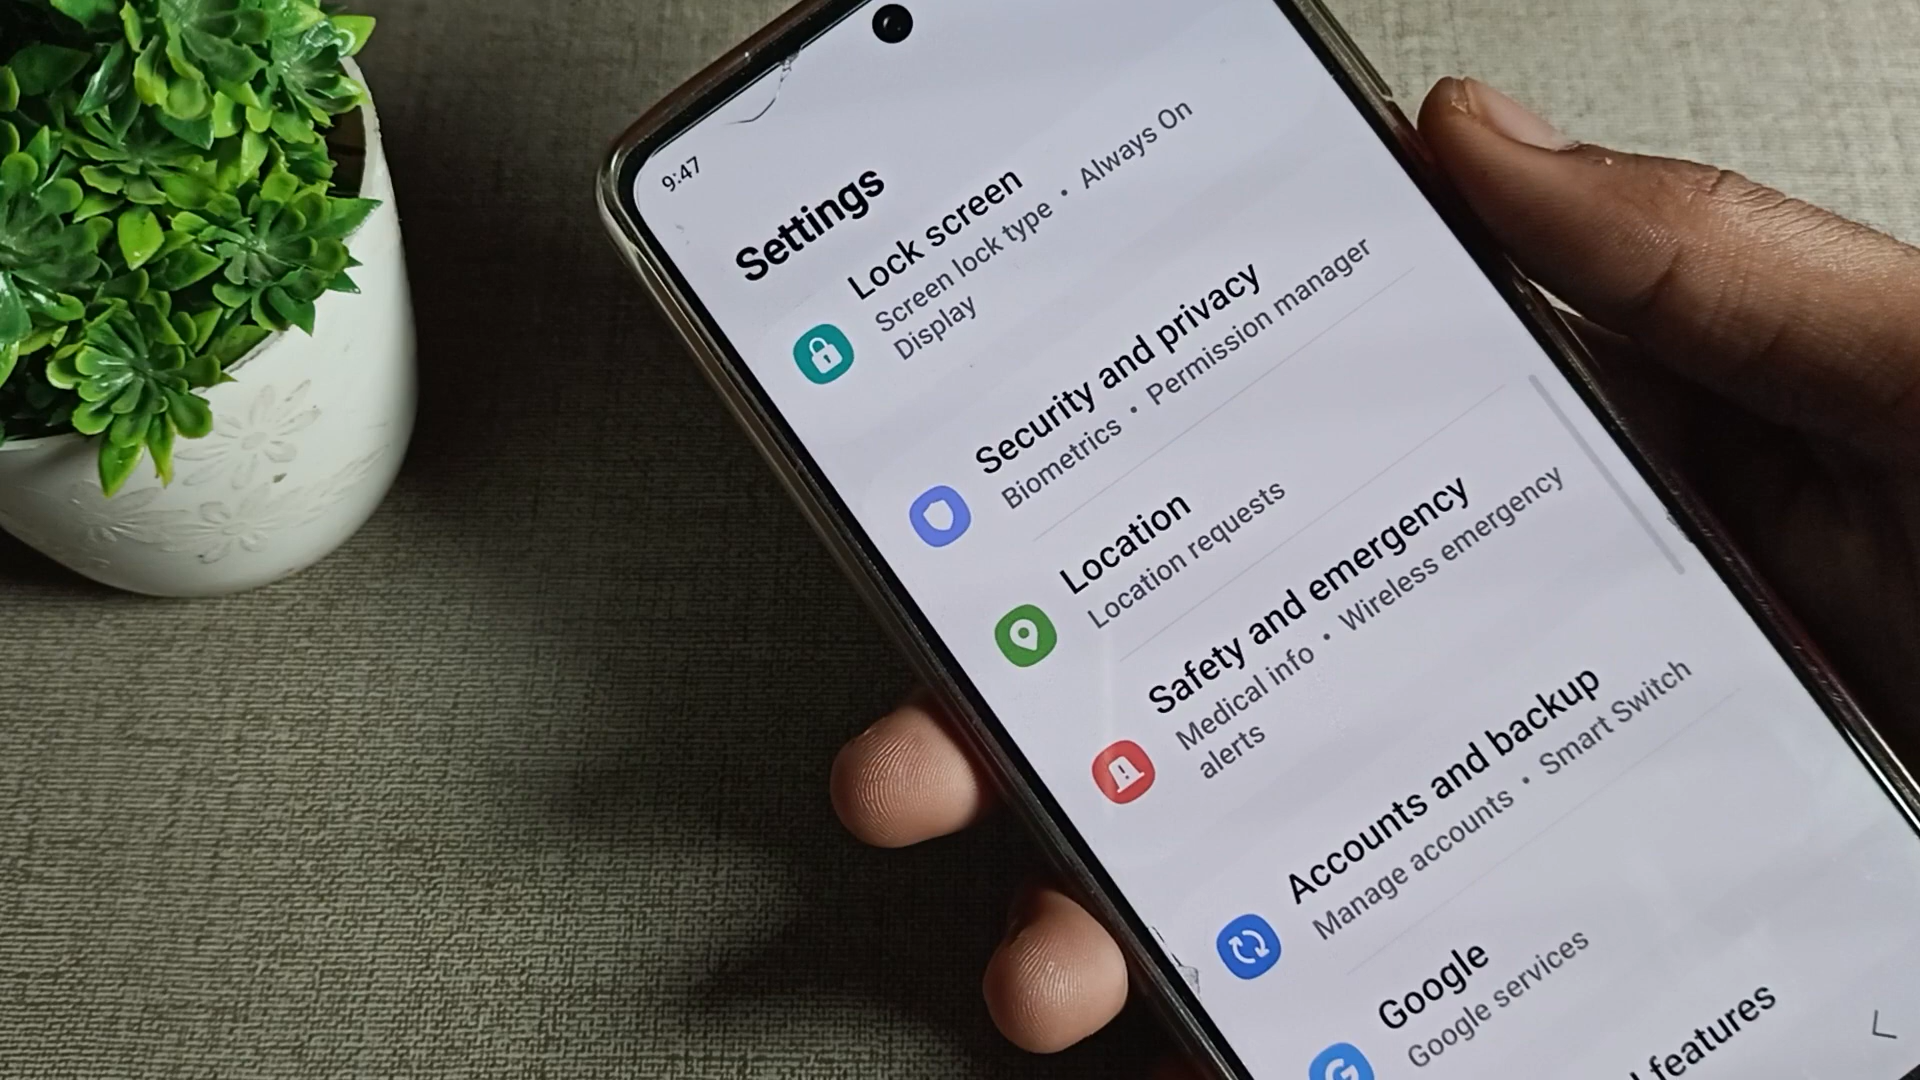 9:47
Settings
Lock screen
Screen lock type • Always On
Display
Security and privacy
Biometrics • Permission manager
Location
Location requests
Safety and emergency
Medical info • Wireless emergency
alerts
Accounts and backup
Manage accounts • Smart Switch
Google
Google services
features